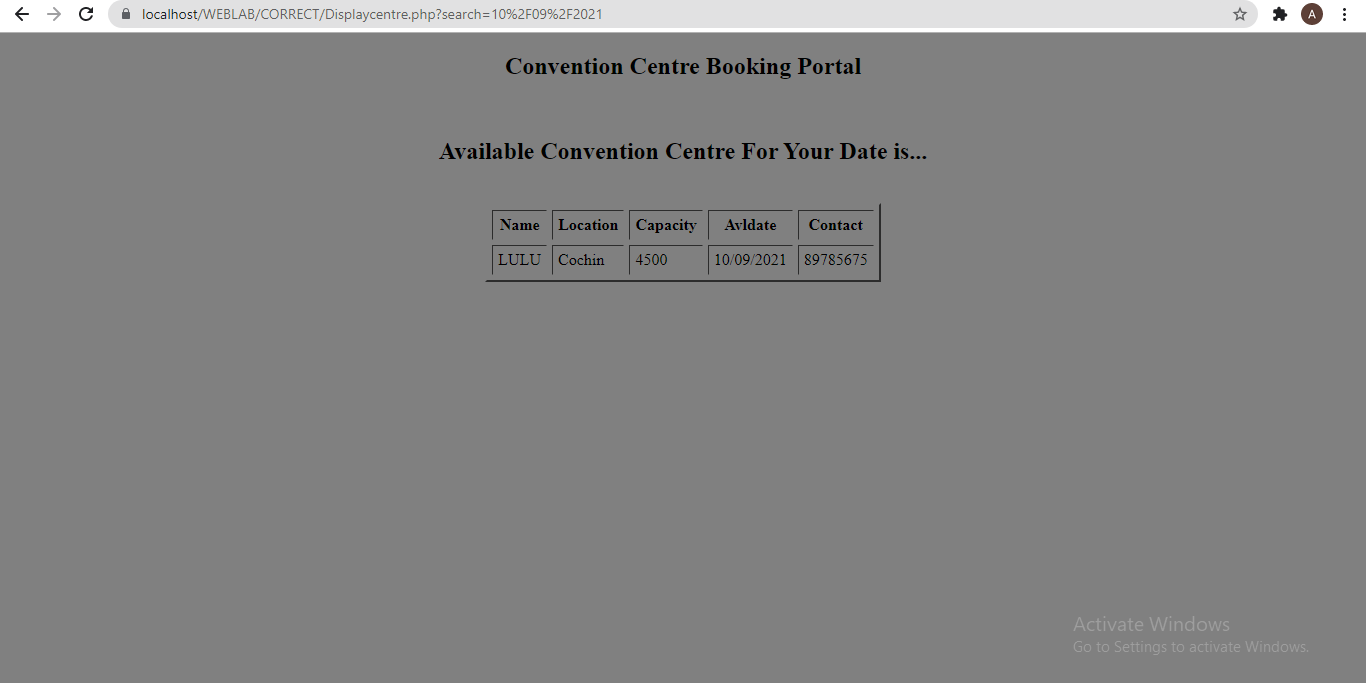 localhost/WEBLAB/CORRECT/Displaycentre.php?search=10%2F09%2F2021
A
Convention Centre Booking Portal
Available Convention Centre For Your Date is...
Name Location Capacity Avldate Contact
LULU Cochin 4500 10/09/2021 89785675
Activate Windows
Go to Settings to activate Windows.